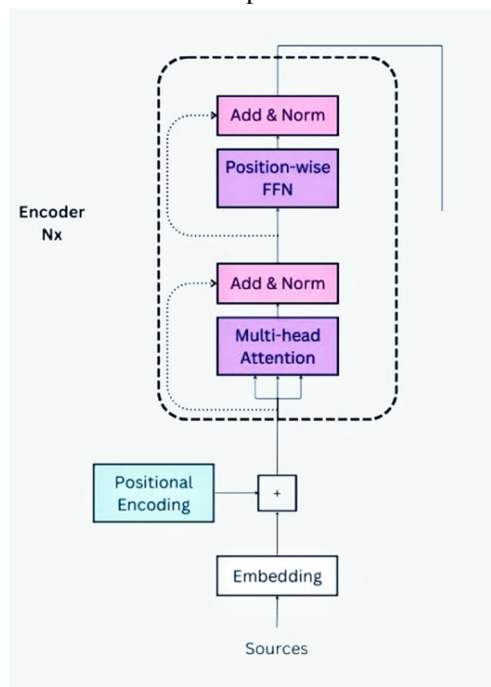 Add & Norm
Position-wise
FFN
Encoder
Nx
Add & Norm
Multi-head
Attention
Positional
Encoding
+
Embedding
Sources